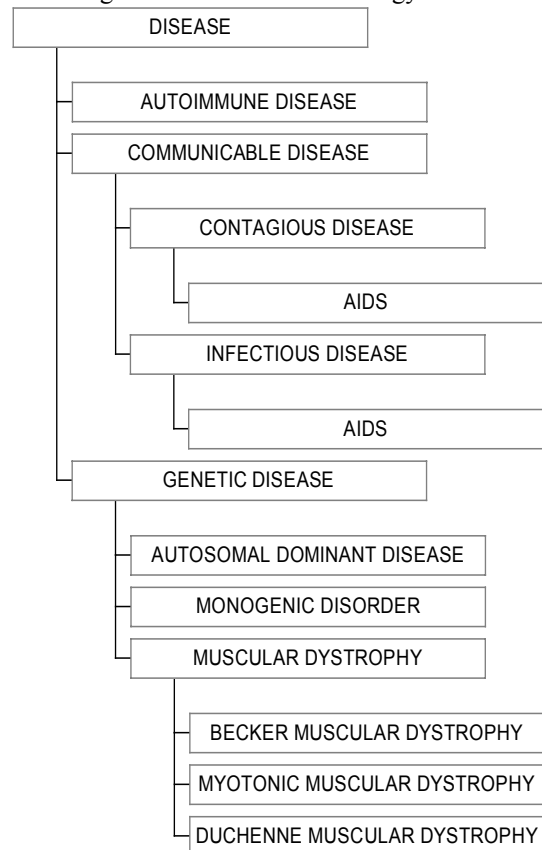 DISEASE
AUTOIMMUNE DISEASE
COMMUNICABLE DISEASE
CONTAGIOUS DISEASE
AIDS
INFECTIOUS DISEASE
AIDS
GENETIC DISEASE
AUTOSOMAL DOMINANT DISEASE
MONOGENIC DISORDER
MUSCULAR DYSTROPHY
BECKER MUSCULAR DYSTROPHY
MYOTONIC MUSCULAR DYSTROPHY
DUCHENNE MUSCULAR DYSTROPHY